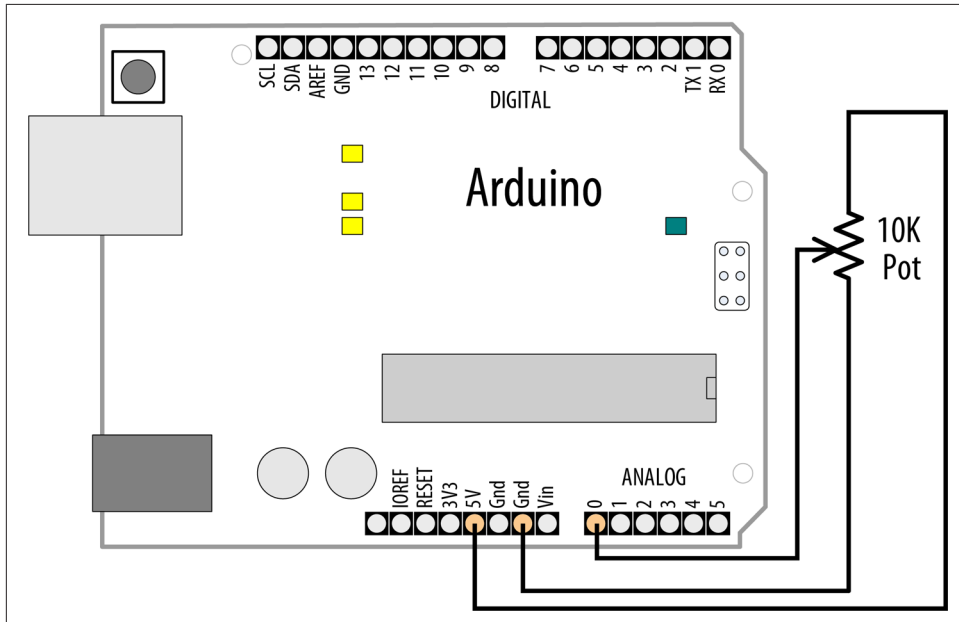 SCL
SDA
AREF
GND
13
12
11
10
9
8
7
6
5
4
3
2
TX 1
RX 0
DIGITAL
Arduino
10K
Pot
IOREF
RESET
3V3
5V
Gnd
Gnd
Vin
ANALOG
0
1
2
3
4
5